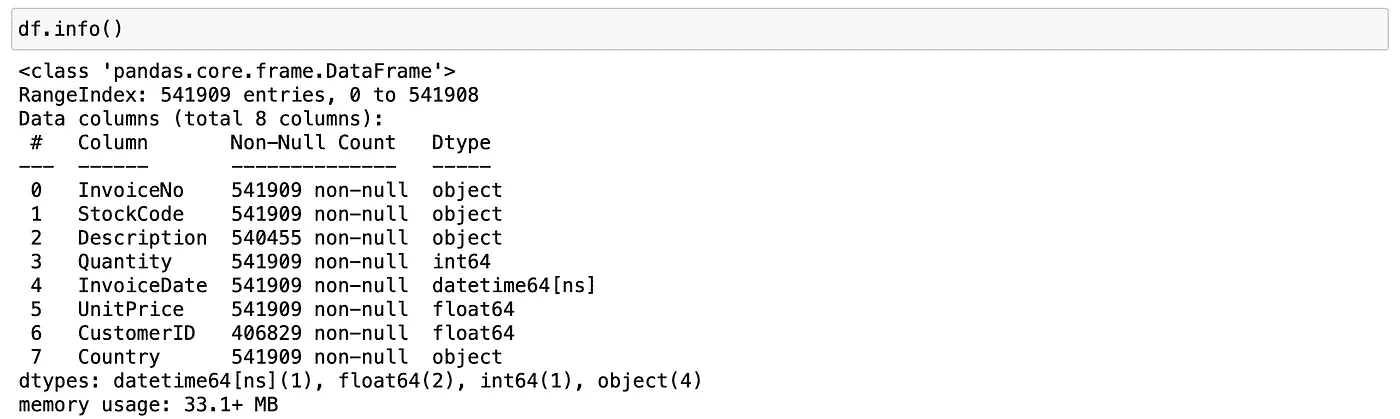 df.info()
<class 'pandas.core.frame.DataFrame'>
RangeIndex: 541909 entries, 0 to 541908
Data columns (total 8 columns):
 #   Column       Non-Null Count   Dtype
---  ------       --------------   -----
 0   InvoiceNo    541909 non-null  object
 1   StockCode    541909 non-null  object
 2   Description  540455 non-null  object
 3   Quantity     541909 non-null  int64
 4   InvoiceDate  541909 non-null  datetime64[ns]
 5   UnitPrice    541909 non-null  float64
 6   CustomerID   406829 non-null  float64
 7   Country      541909 non-null  object
dtypes: datetime64[ns](1), float64(2), int64(1), object(4)
memory usage: 33.1+ MB